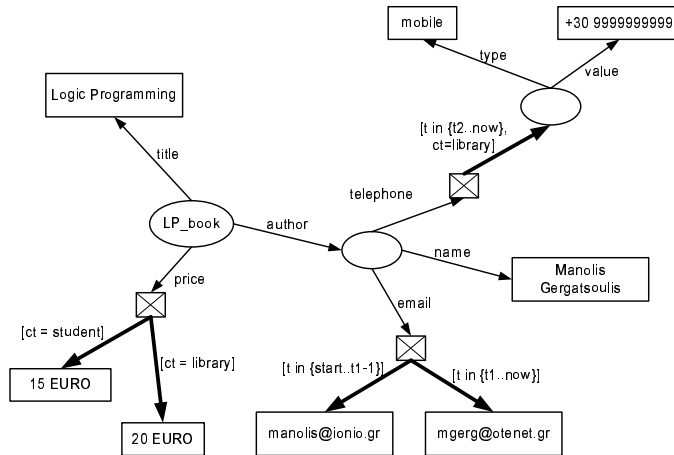 mobile
+30 9999999999
type
value
Logic Programming
[t in {t2..now},
ct=library]
title
telephone
LP_book
author
name
price
Manolis
Gergatsoulis
email
[ct = student]
[ct = library]
[t in {start..t1-1}]
[t in {t1..now}]
15 EURO
20 EURO
manolis@ionio.gr
mgerg@otenet.gr